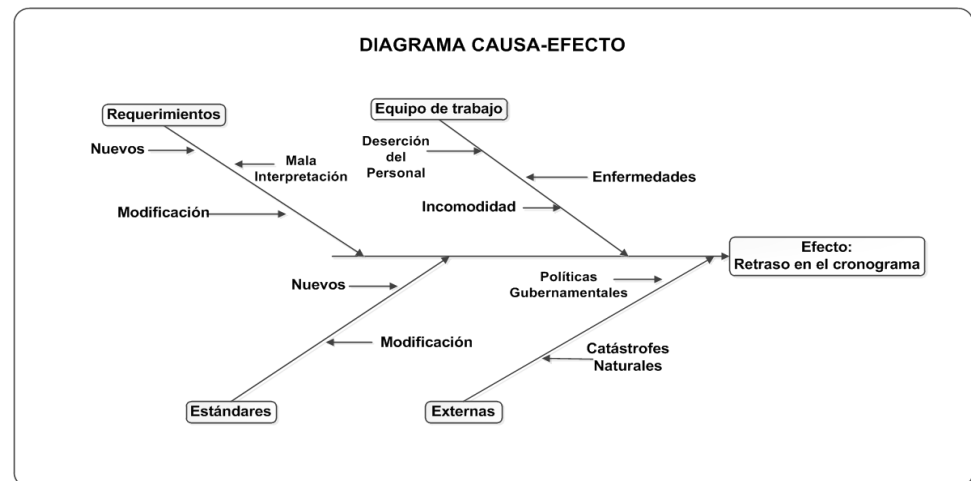 DIAGRAMA CAUSA-EFECTO
Requerimientos
Equipo de trabajo
Nuevos
Mala
Interpretación
Modificación
Deserción
del
Personal
Enfermedades
Incomodidad
Efecto:
Retraso en el cronograma
Nuevos
Políticas
Gubernamentales
Modificación
Catástrofes
Naturales
Estándares
Externas